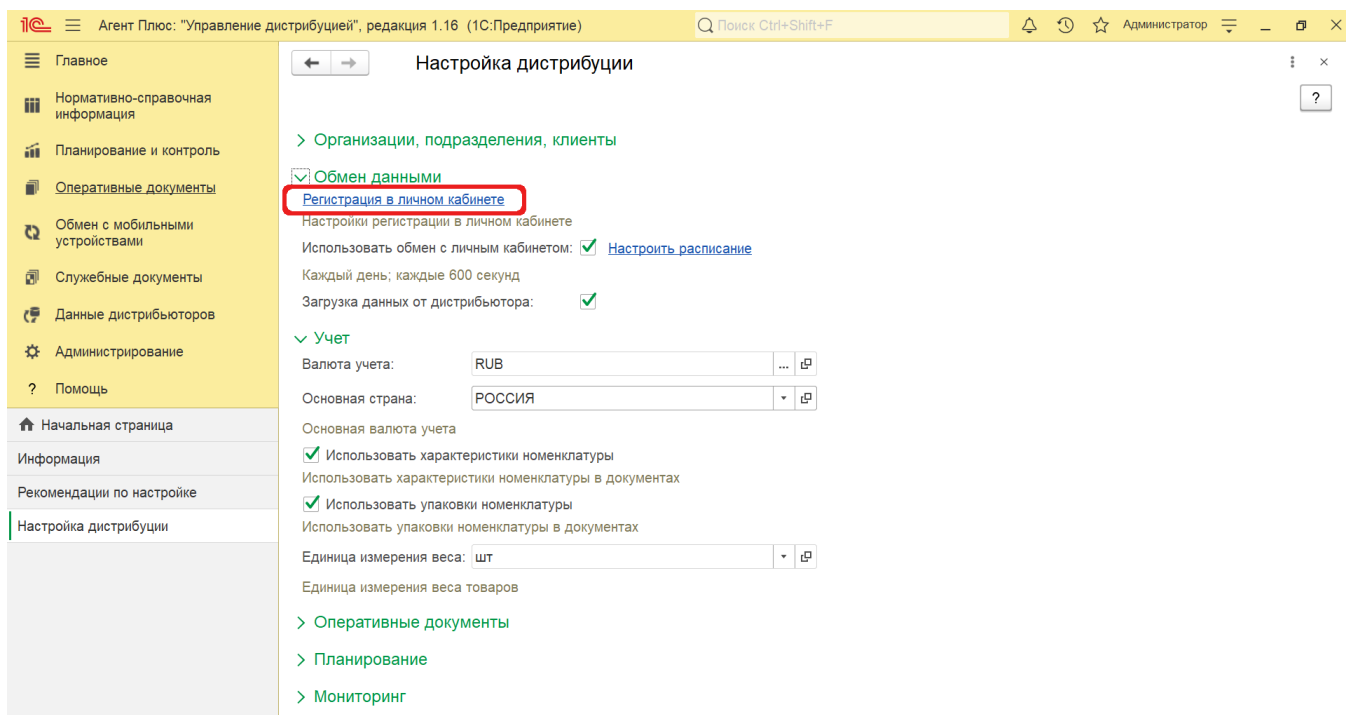 1С Агент Плюс: "Управление дистрибуцией", редакция 1.16 (1С:Предприятие) Поиск Ctrl+Shift+F Администратор
Главное
Нормативно-справочная
информация
Планирование и контроль
Оперативные документы
Обмен с мобильными
устройствами
Служебные документы
Данные дистрибьюторов
Администрирование
? Помощь
Начальная страница
Информация
Рекомендации по настройке
Настройка дистрибуции
Настройка дистрибуции
?
Организации, подразделения, клиенты
Обмен данными
Регистрация в личном кабинете
Настройки регистрации в личном кабинете
Использовать обмен с личным кабинетом: Настроить расписание
Каждый день; каждые 600 секунд
Загрузка данных от дистрибьютора:
Учет
Валюта учета: RUB ...
Основная страна: РОССИЯ
Основная валюта учета
Использовать характеристики номенклатуры
Использовать характеристики номенклатуры в документах
Использовать упаковки номенклатуры
Использовать упаковки номенклатуры в документах
Единица измерения веса: шт
Единица измерения веса товаров
Оперативные документы
Планирование
Мониторинг